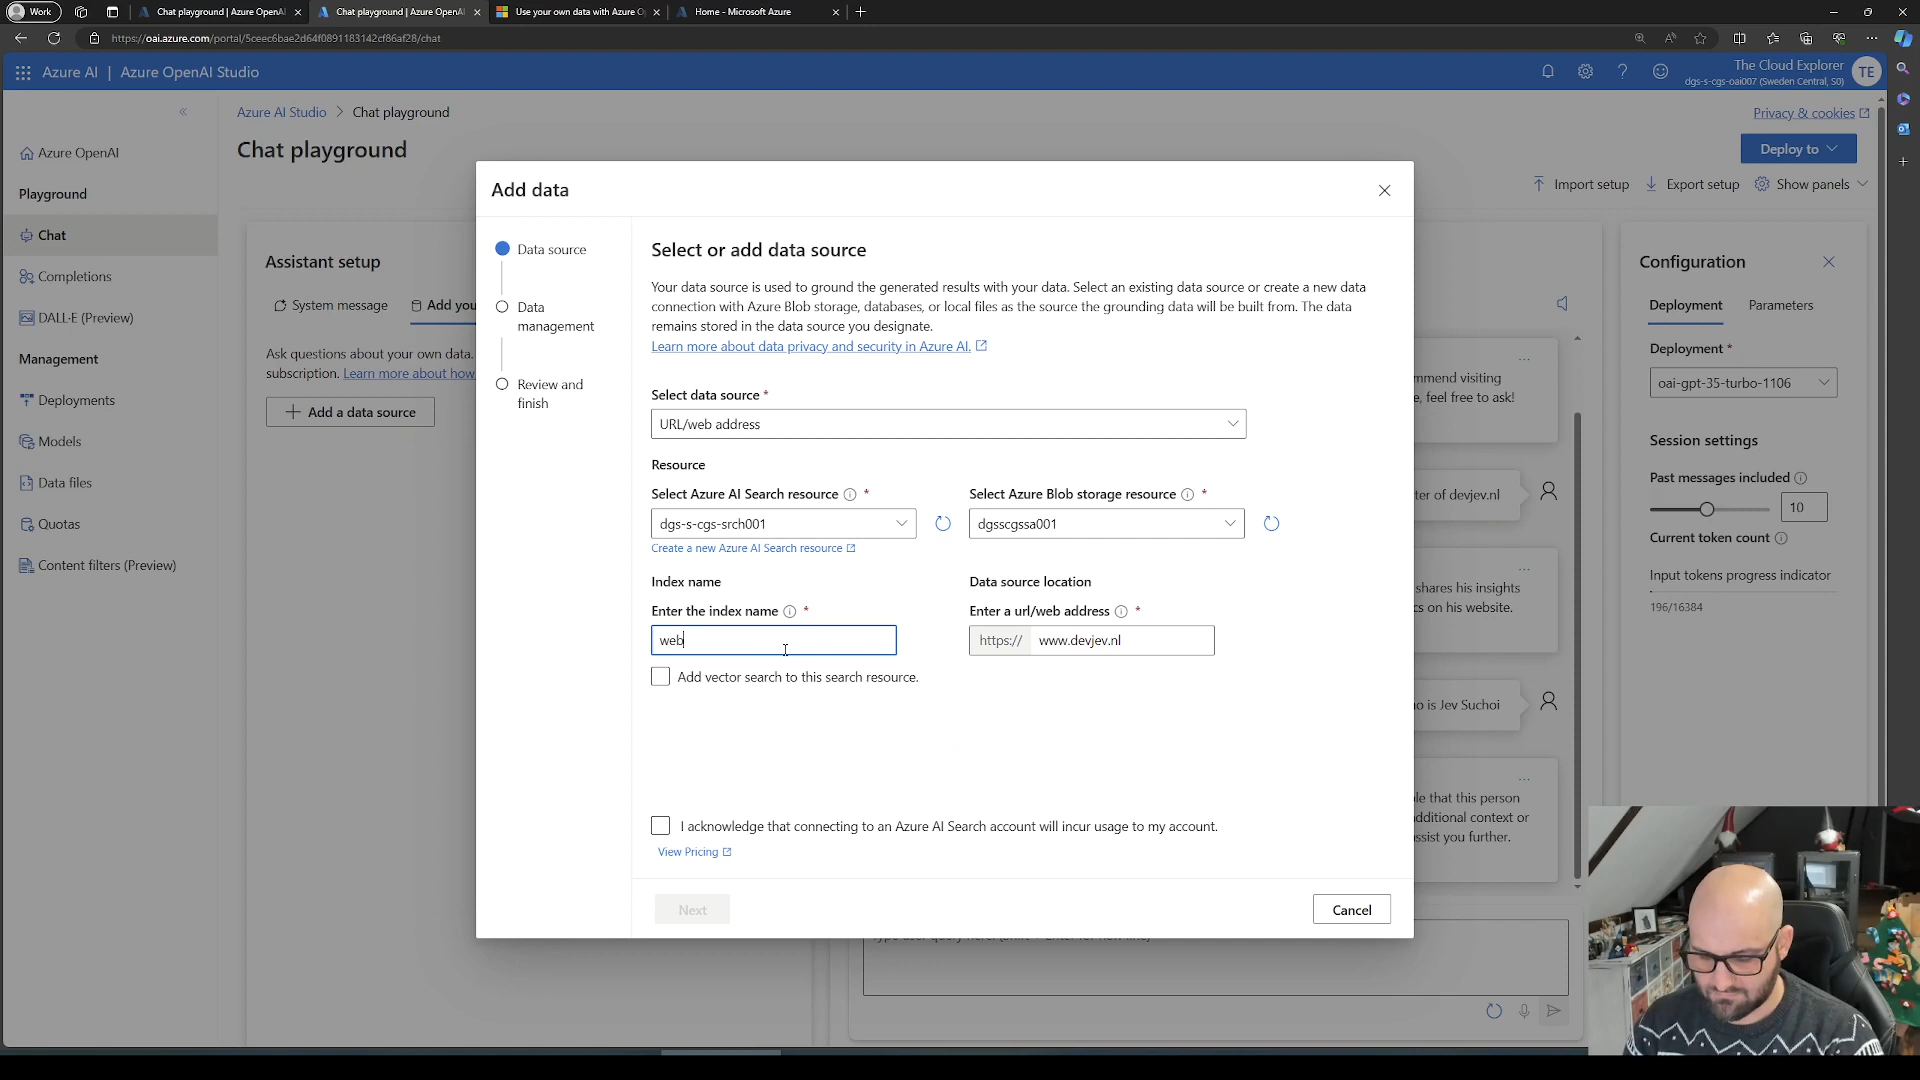 Work
Chat playground | Azure OpenAI
Chat playground | Azure OpenAI
Use your own data with Azure O
Home - Microsoft Azure
https://oai.azure.com/portal/5ceec6bae2d64f0891183142cf86af28/chat
Azure AI | Azure OpenAI Studio
The Cloud Explorer
dgs-s-cgs-oai007 (Sweden Central, S0)
TE
Azure AI Studio > Chat playground
Privacy & cookies
Chat playground
Deploy to
Import setup
Export setup
Show panels
Azure OpenAI
Playground
Chat
Completions
DALL·E (Preview)
Management
Deployments
Models
Data files
Quotas
Content filters (Preview)
Assistant setup
System message
Add you
Ask questions about your own data.
subscription. Learn more about how
Add a data source
Add data
Data source
Data
management
Review and
finish
Select or add data source
Your data source is used to ground the generated results with your data. Select an existing data source or create a new data
connection with Azure Blob storage, databases, or local files as the source the grounding data will be built from. The data
remains stored in the data source you designate.
Learn more about data privacy and security in Azure AI.
Select data source *
URL/web address
Resource
Select Azure AI Search resource *
Select Azure Blob storage resource *
dgs-s-cgs-srch001
dgsscgssa001
Create a new Azure AI Search resource
Index name
Data source location
Enter the index name *
Enter a url/web address *
web
https:// www.devjev.nl
Add vector search to this search resource.
I acknowledge that connecting to an Azure AI Search account will incur usage to my account.
View Pricing
Next
Cancel
mmend visiting
e, feel free to ask!
ter of devjev.nl
shares his insights
cs on his website.
o is Jev Suchoi
le that this person
additional context or
ssist you further.
Configuration
Deployment
Parameters
Deployment *
oai-gpt-35-turbo-1106
Session settings
Past messages included
10
Current token count
Input tokens progress indicator
196/16384